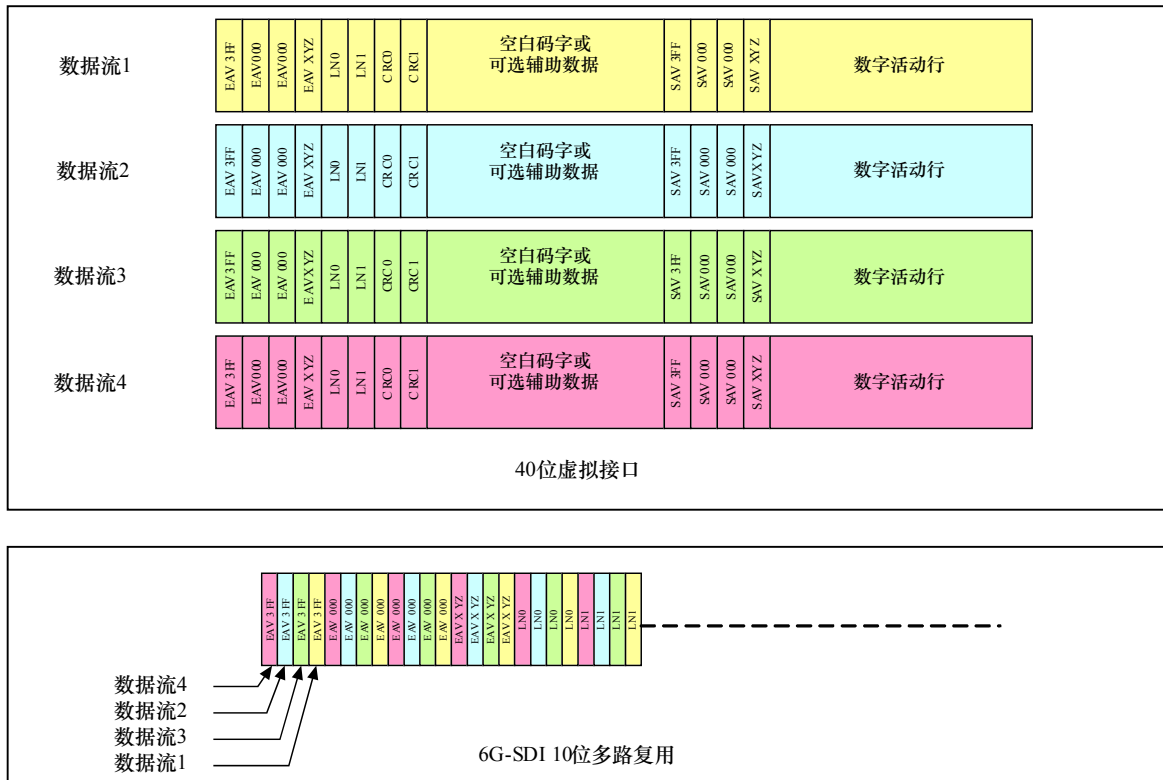 数据流1
EAV 3FF
EAV000
EAV000
EAV XYZ
LN0
LN1
CRC0
CRC1
空白码字或
可选辅助数据
SAV 3FF
SAV 000
SAV 000
SAV XYZ
数字活动行
数据流2
EAV 3FF
EAV 000
EAV 000
EAV XYZ
LN0
LN1
CRC0
CRC1
空白码字或
可选辅助数据
SAV 3FF
SAV 000
SAV 000
SAV XYZ
数字活动行
数据流3
EAV 3FF
EAV 000
EAV 000
EAV XYZ
LN0
LN1
CRC0
CRC1
空白码字或
可选辅助数据
SAV 3FF
SAV 000
SAV 000
SAV XYZ
数字活动行
数据流4
EAV 3FF
EAV000
EAV000
EAV XYZ
LN0
LN1
CRC0
CRC1
空白码字或
可选辅助数据
SAV 3FF
SAV 000
SAV 000
SAV XYZ
数字活动行
40位虚拟接口
EAV 3FF
EAV 3FF
EAV 3FF
EAV 3FF
EAV 000
EAV 000
EAV 000
EAV 000
EAV 000
EAV 000
EAV 000
EAV 000
EAV XYZ
EAV XYZ
EAV XYZ
EAV XYZ
LN0
LN0
LN0
LN0
LN1
LN1
LN1
LN1
数据流4
数据流2
数据流3
数据流1
6G-SDI 10位多路复用